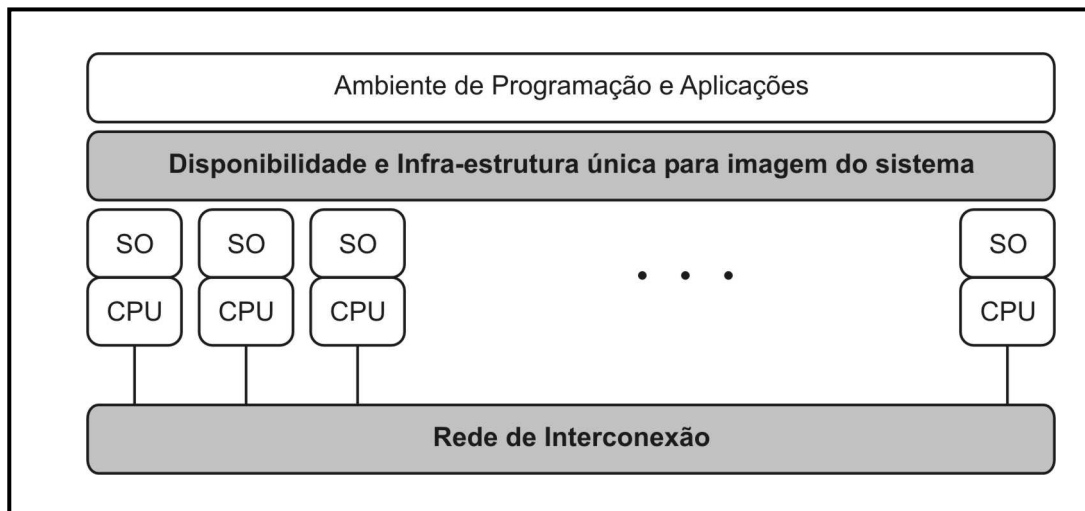 Ambiente de Programação e Aplicações
Disponibilidade e Infra-estrutura única para imagem do sistema
SO SO SO SO
CPU CPU CPU CPU
Rede de Interconexão